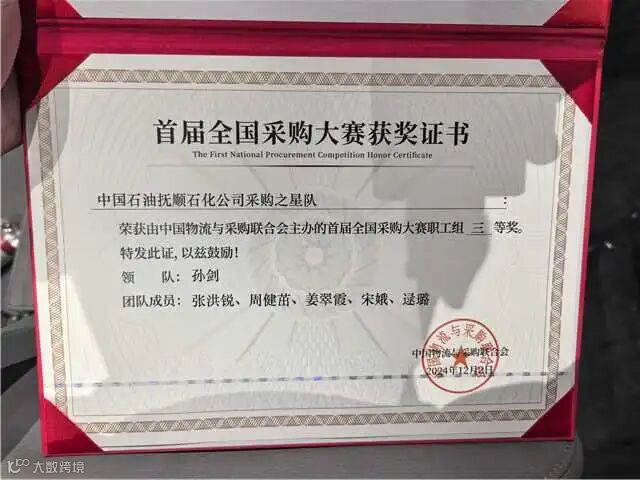 首届全国采购大赛获奖证书
The First National Procurement Competition Honor Certificate
中国石油抚顺石化公司采购之星队:
荣获由中国物流与采购联合会主办的首届全国采购大赛职工组 三 等奖。
特发此证,以兹鼓励!
领 队:孙剑
团队成员:张洪锐、周健茁、姜翠霞、宋娥、逯璐
中国物流与采购联合会
2024年12月2日
大数跨境